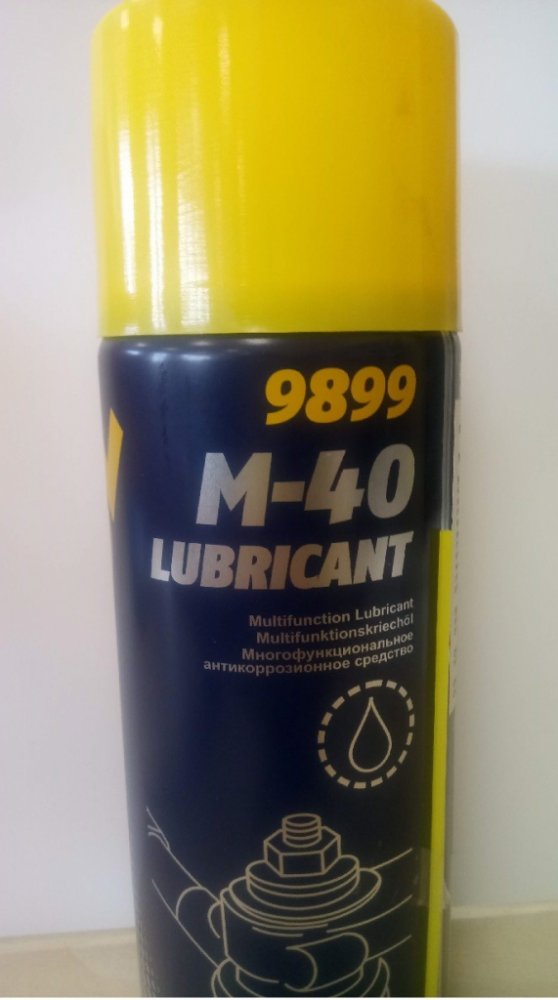 9899
M-40
LUBRICANT
Multifunction Lubricant
Multifunktionskriechöl
Многофункциональное
антикоррозионное средство